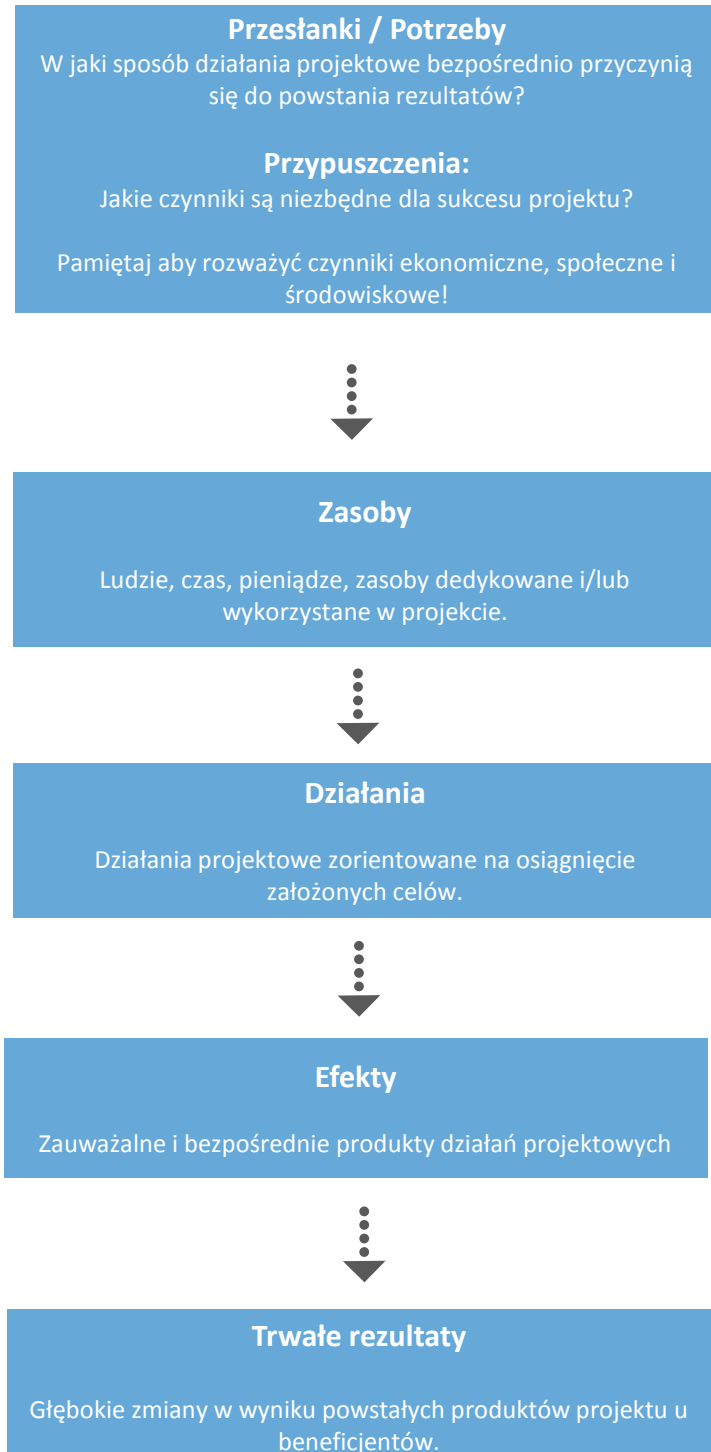 Przesłanki / Potrzeby
W jaki sposób działania projektowe bezpośrednio przyczynią
się do powstania rezultatów?
Przypuszczenia:
Jakie czynniki są niezbędne dla sukcesu projektu?
Pamiętaj aby rozważyć czynniki ekonomiczne, społeczne i
środowiskowe!
Zasoby
Ludzie, czas, pieniądze, zasoby dedykowane i/lub
wykorzystane w projekcie.
Działania
Działania projektowe zorientowane na osiągnięcie
założonych celów.
Efekty
Zauważalne i bezpośrednie produkty działań projektowych
Trwałe rezultaty
Głębokie zmiany w wyniku powstałych produktów projektu u
beneficjentów.